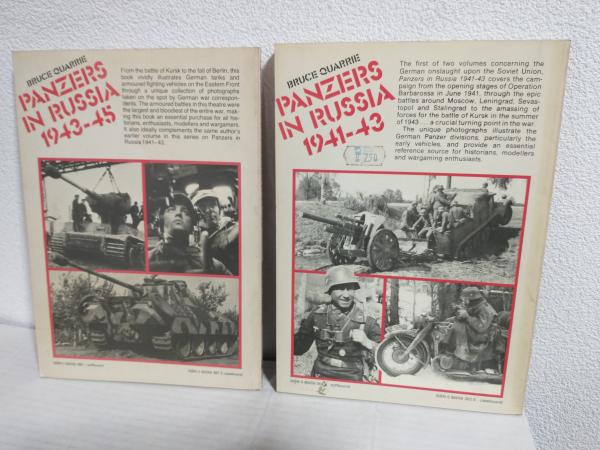 BRUCE QUARRIE
PANZERS
IN RUSSIA
1943-45
From the battle of Kursk to the fall of Berlin, this
book vividly illustrates German tanks and
armoured fighting vehicles on the Eastern Front
through a unique collection of photographs
taken on the spot by German war correspon-
dents. The armoured battles in this theatre were
the largest and bloodiest of the entire war, mak-
ing this book an essential purchase for all his-
torians, enthusiasts, modellers and wargamers.
It also ideally complements the same author's
earlier volume in this series on Panzers in
Russia 1941-43.
BRUCE QUARRIE
PANZERS
IN RUSSIA
1941-43
The first of two volumes concerning the
German onslaught upon the Soviet Union,
Panzers in Russia 1941-43 covers the cam-
paign from the opening stages of Operation
Barbarossa in June 1941, through the epic
battles around Moscow, Leningrad, Sevas-
topol and Stalingrad to the amassing of
forces for the battle of Kursk in the summer
of 1943 ... a crucial turning point in the war.
The unique photographs illustrate the
German Panzer divisions, particularly the
early vehicles, and provide an essential
reference source for historians, modellers
and wargaming enthusiasts.